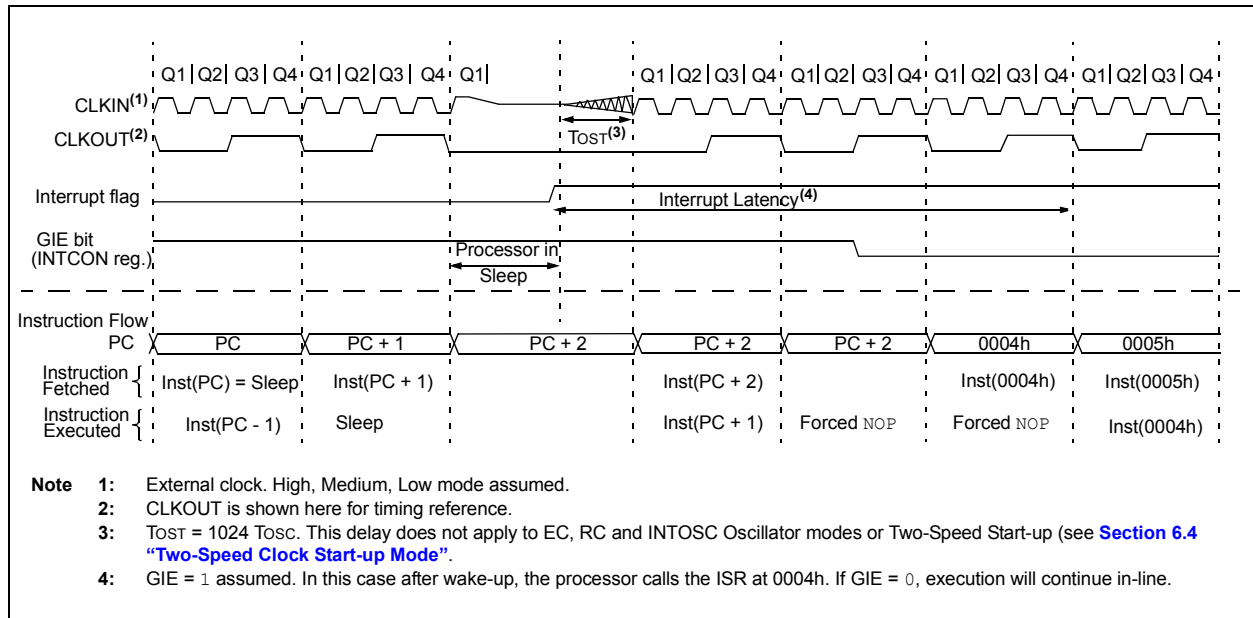 Q1 | Q2 | Q3 | Q4 Q1 | Q2 | Q3 | Q4 Q1 | Q1 | Q2 | Q3 | Q4 Q1 | Q2 | Q3 | Q4 Q1 | Q2 | Q3 | Q4 Q1 | Q2 | Q3 | Q4
CLKIN(1)
CLKOUT(2)
TOST(3)
Interrupt flag
Interrupt Latency(4)
GIE bit
(INTCON reg.)
Processor in
Sleep
Instruction Flow
PC PC PC + 1 PC + 2 PC + 2 PC + 2 0004h 0005h
Instruction
Fetched
Inst(PC) = Sleep Inst(PC + 1) Inst(PC + 2) Inst(0004h) Inst(0005h)
Instruction
Executed
Inst(PC - 1) Sleep Inst(PC + 1) Forced NOP Forced NOP Inst(0004h)
Note 1: External clock. High, Medium, Low mode assumed.
2: CLKOUT is shown here for timing reference.
3: TOST = 1024 TOSC. This delay does not apply to EC, RC and INTOSC Oscillator modes or Two-Speed Start-up (see Section 6.4
“Two-Speed Clock Start-up Mode”.
4: GIE = 1 assumed. In this case after wake-up, the processor calls the ISR at 0004h. If GIE = 0, execution will continue in-line.